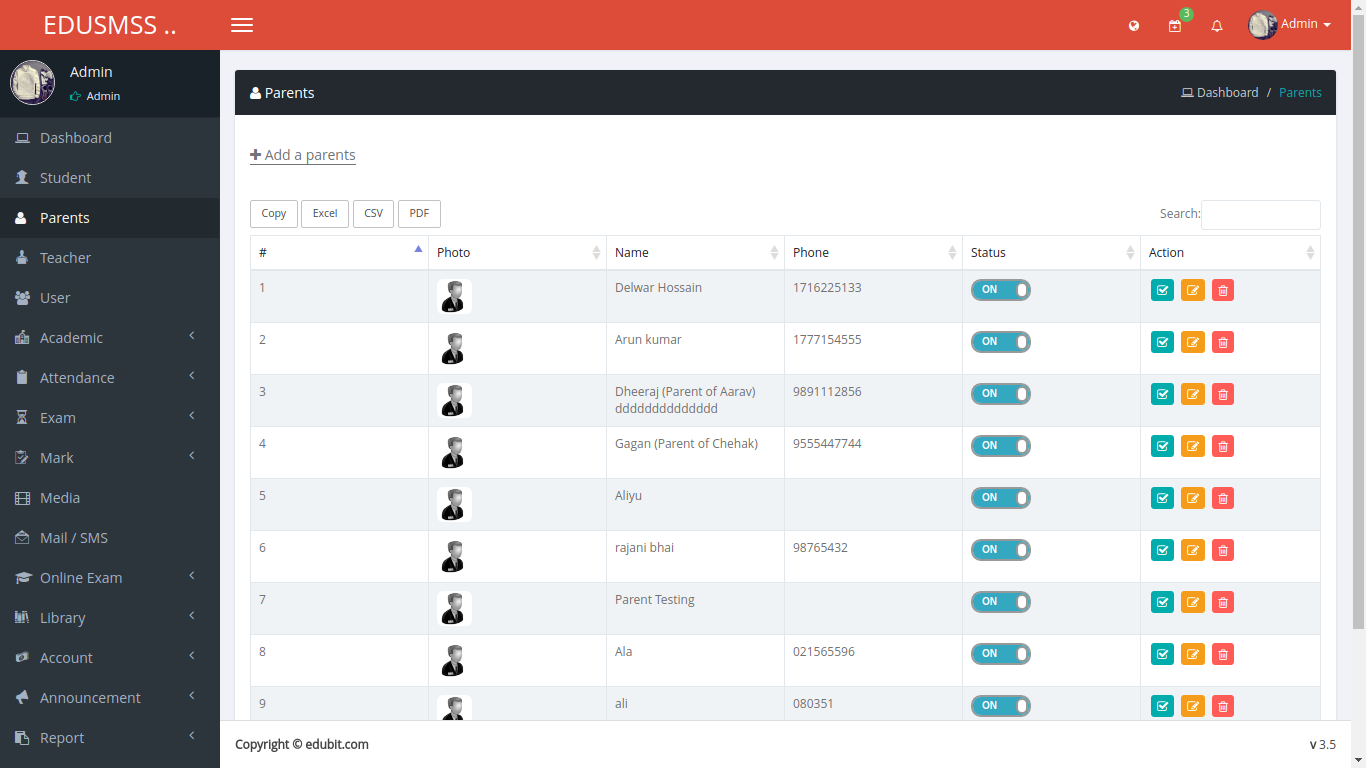 EDUSMSS ..
3
Admin
Admin
Admin
Dashboard
Student
Parents
Teacher
User
Academic
Attendance
Exam
Mark
Media
Mail / SMS
Online Exam
Library
Account
Announcement
Report
Parents
Dashboard / Parents
Add a parents
Copy Excel CSV PDF
Search:
# Photo Name Phone Status Action
1 Delwar Hossain 1716225133 ON
2 Arun kumar 1777154555 ON
3 Dheeraj (Parent of Aarav) 9891112856 ON
dddddddddddddd
4 Gagan (Parent of Chehak) 9555447744 ON
5 Aliyu ON
6 rajani bhai 98765432 ON
7 Parent Testing ON
8 Ala 021565596 ON
9 ali 080351 ON
Copyright © edubit.com
v 3.5